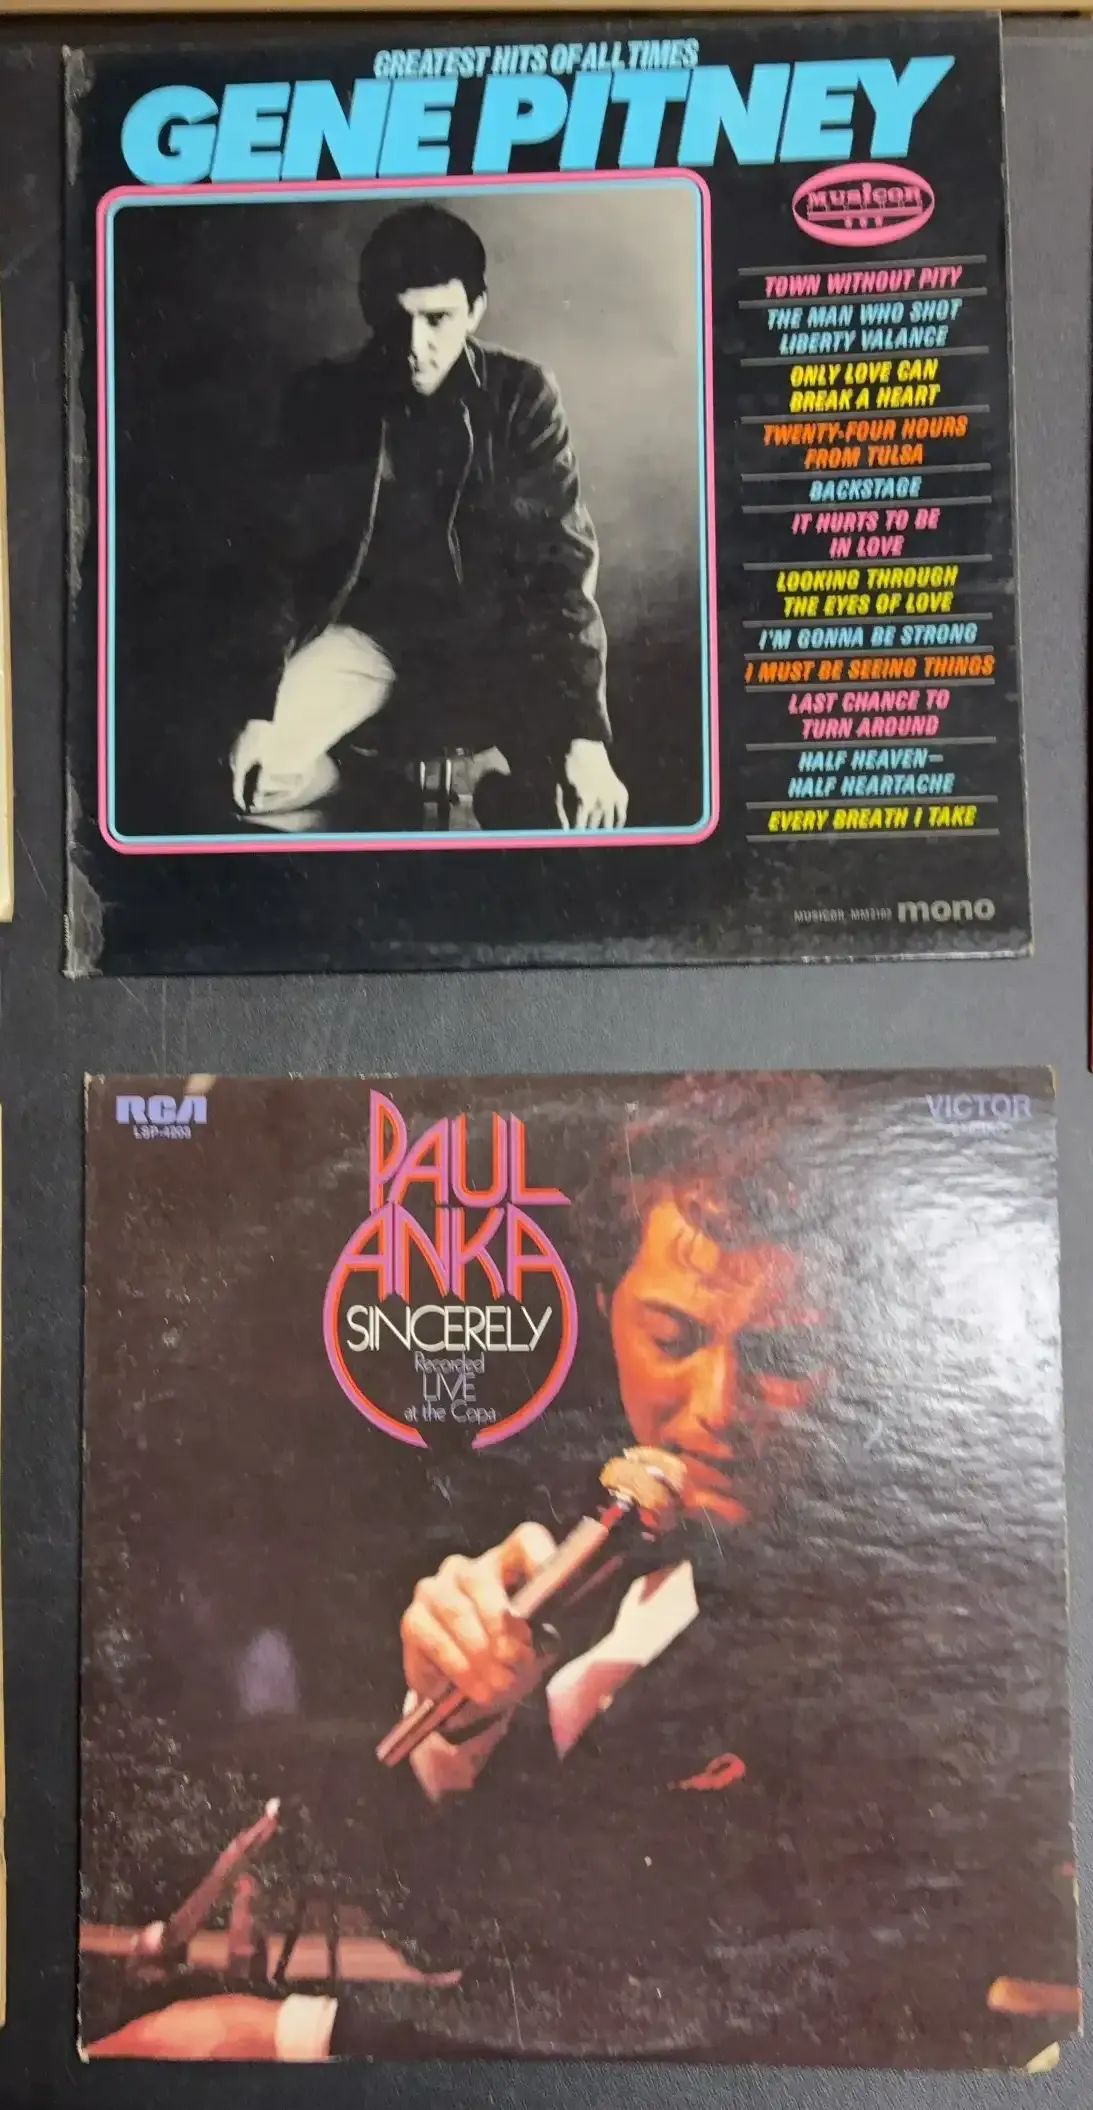 GREATEST HITS OF ALL TIMES
GENE PITNEY
MUSICOR
TOWN WITHOUT PITY
THE MAN WHO SHOT
LIBERTY VALANCE
ONLY LOVE CAN
BREAK A HEART
TWENTY-FOUR HOURS
FROM TULSA
BACKSTAGE
IT HURTS TO BE
IN LOVE
LOOKING THROUGH
THE EYES OF LOVE
I'M GONNA BE STRONG
I MUST BE SEEING THINGS
LAST CHANCE TO
TURN AROUND
HALF HEAVEN—
HALF HEARTACHE
EVERY BREATH I TAKE
MUSICOR mono
RCA
LSP-4203
VICTOR
PAUL
ANKA
SINCERELY
Recorded
LIVE
at the Copa